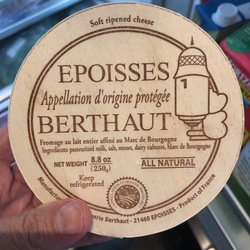 Soft ripened cheese
EPOISSES
Appellation d'origine protégée
BERTHAUT
Fromage au lait entier affiné au Marc de Bourgogne
Ingredients: pasteurised milk, salt, rennet, dairy cultures, Marc de Bourgogne
NET WEIGHT 8.8 oz
(250g)
ALL NATURAL
Keep
refrigerated
Berthaut - 21460 EPOISSES - Product of France